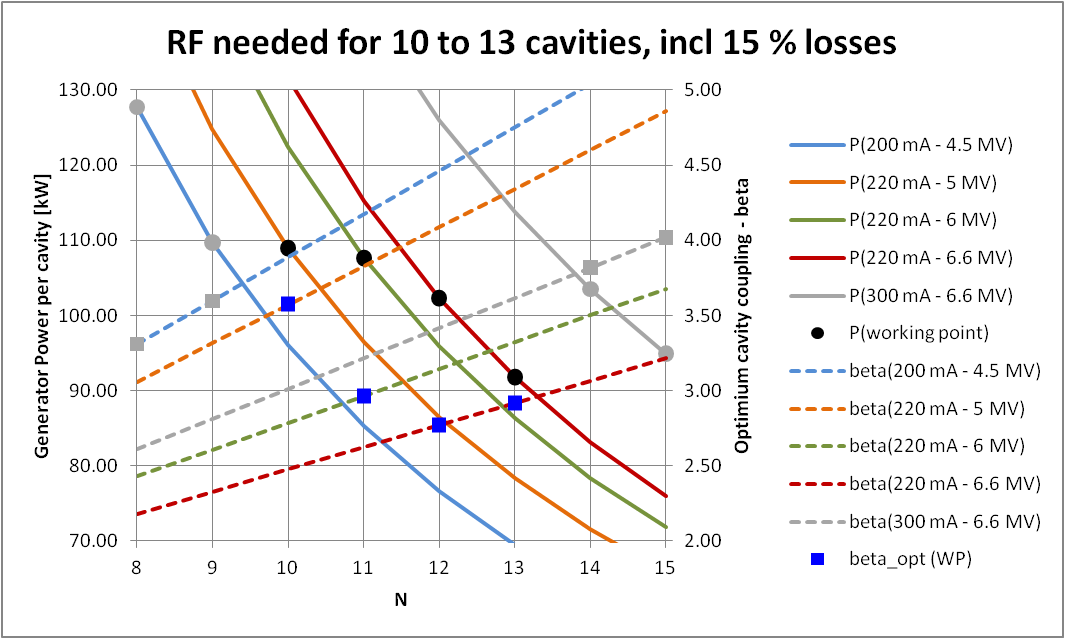 RF needed for 10 to 13 cavities, incl 15 % losses
Generator Power per cavity [kW]
130.00
120.00
110.00
100.00
90.00
80.00
70.00
8 9 10 11 12 13 14 15
N
5.00
4.50
4.00
3.50
3.00
2.50
2.00
Optimium cavity coupling - beta
P(200 mA - 4.5 MV)
P(220 mA - 5 MV)
P(220 mA - 6 MV)
P(220 mA - 6.6 MV)
P(300 mA - 6.6 MV)
P(working point)
beta(200 mA - 4.5 MV)
beta(220 mA - 5 MV)
beta(220 mA - 6 MV)
beta(220 mA - 6.6 MV)
beta(300 mA - 6.6 MV)
beta_opt (WP)